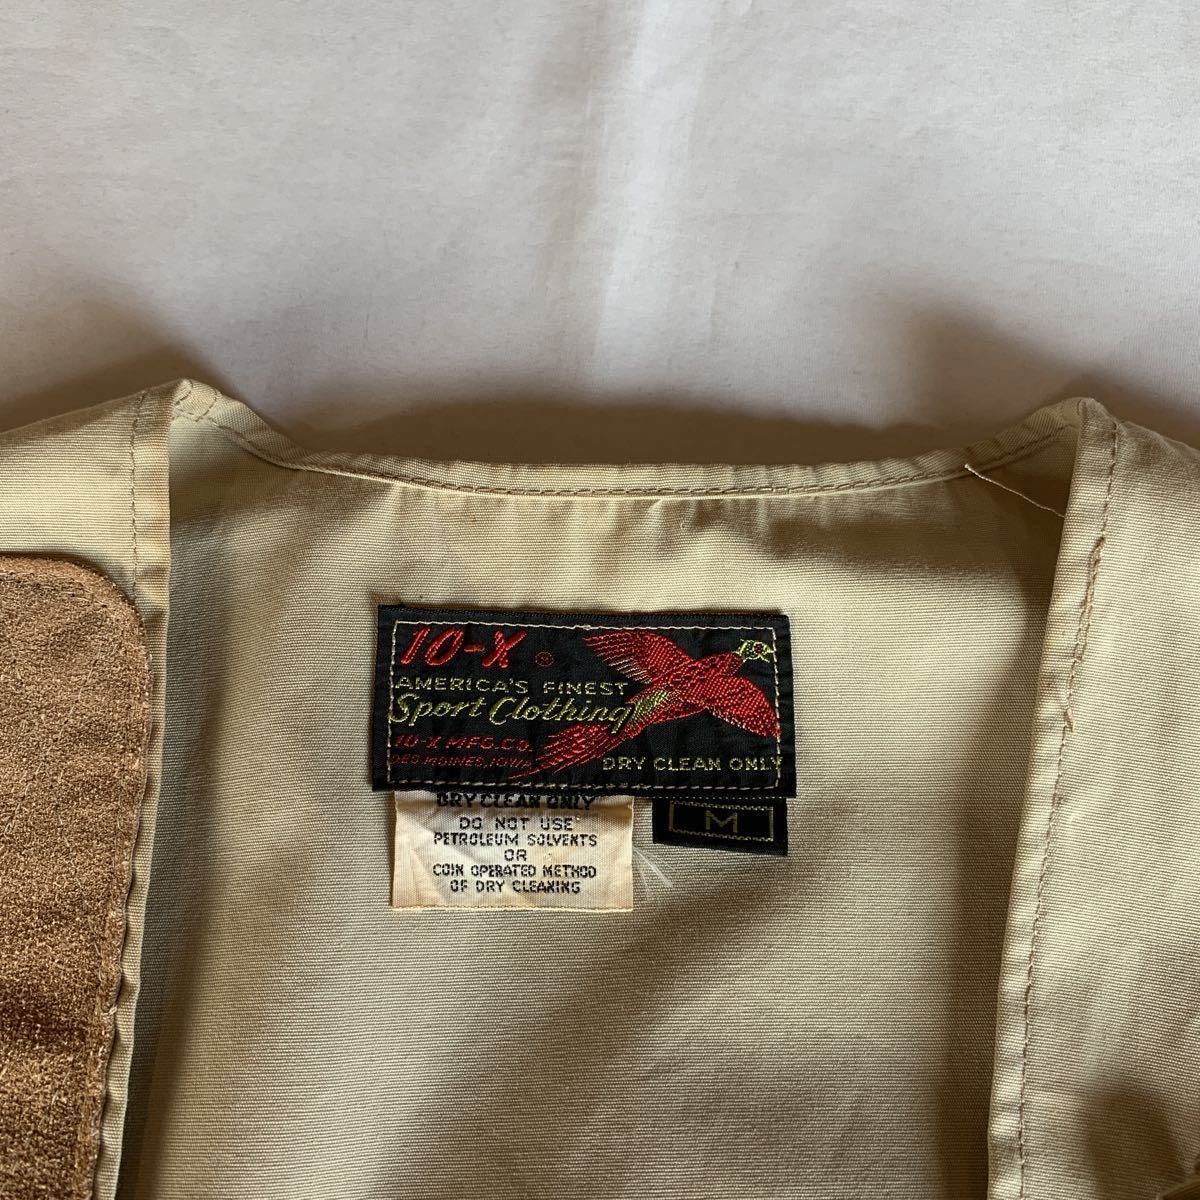 10-X ®
AMERICA'S FINEST
Sport Clothing
10-X MFG. CO.
DES MOINES, IOWA
DRY CLEAN ONLY
DRY CLEAN ONLY
DO NOT USE
PETROLEUM SOLVENTS
OR
COIN OPERATED METHOD
OF DRY CLEANING
M